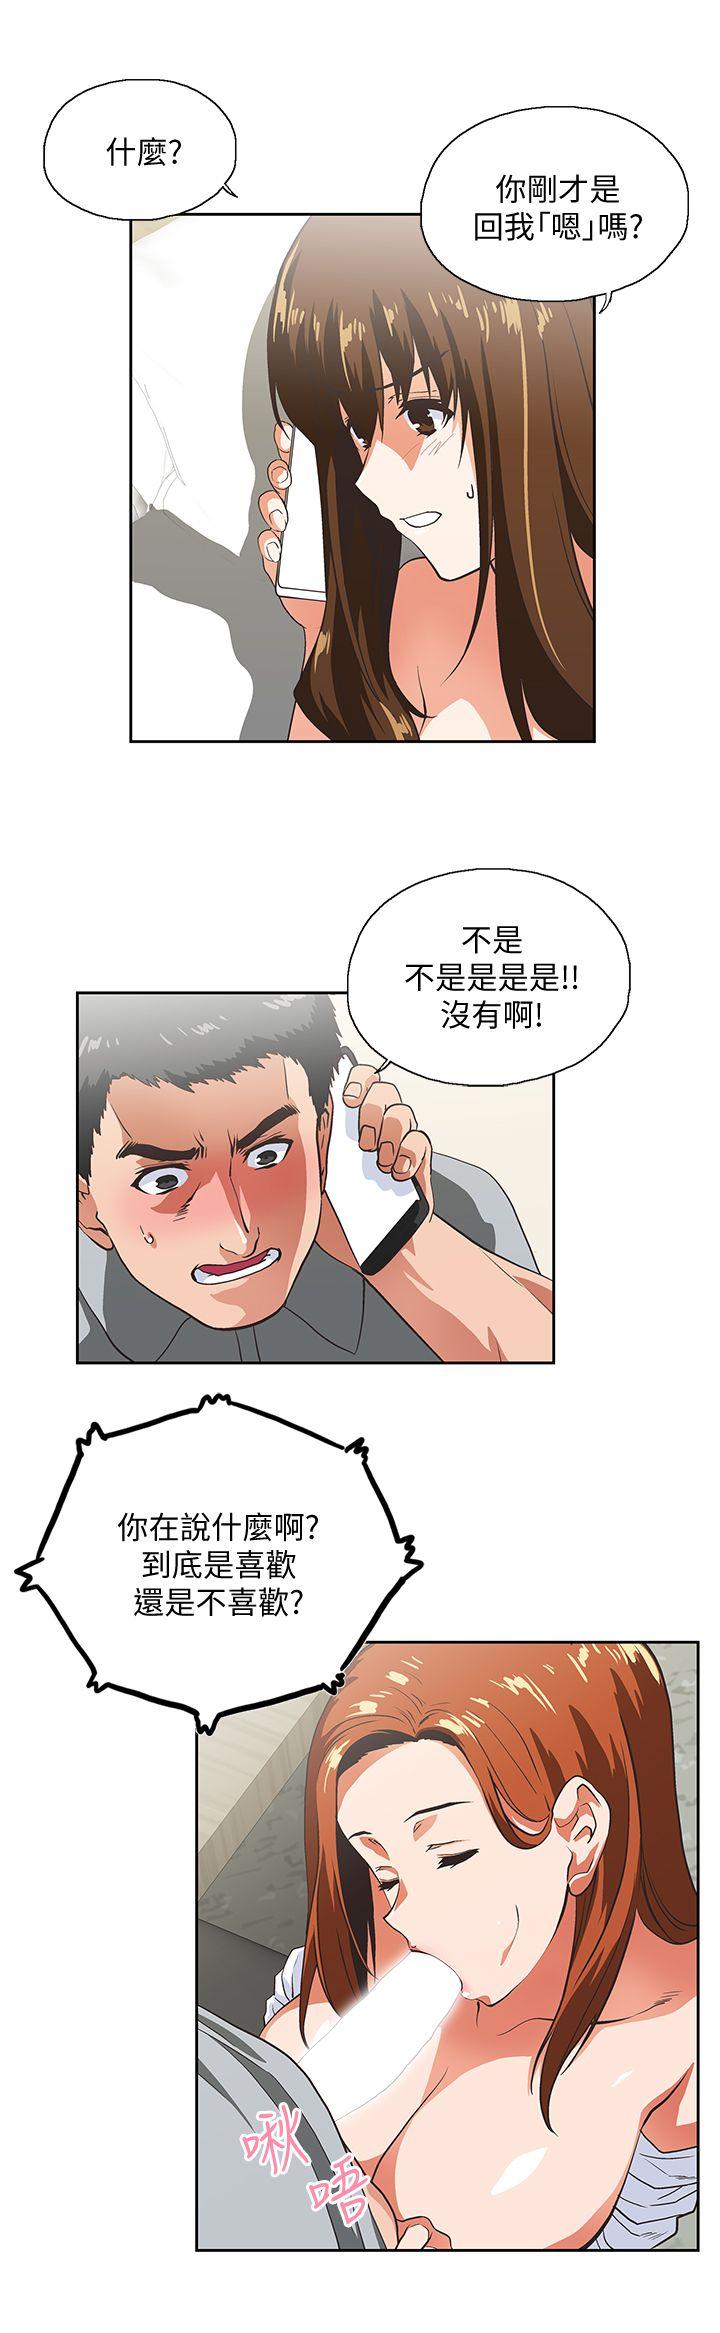 什麼?
你剛才是
回我「嗯」嗎?
不是
不是是是是!!
沒有啊!
你在說什麼啊?
到底是喜歡
還是不喜歡?
啾
唔